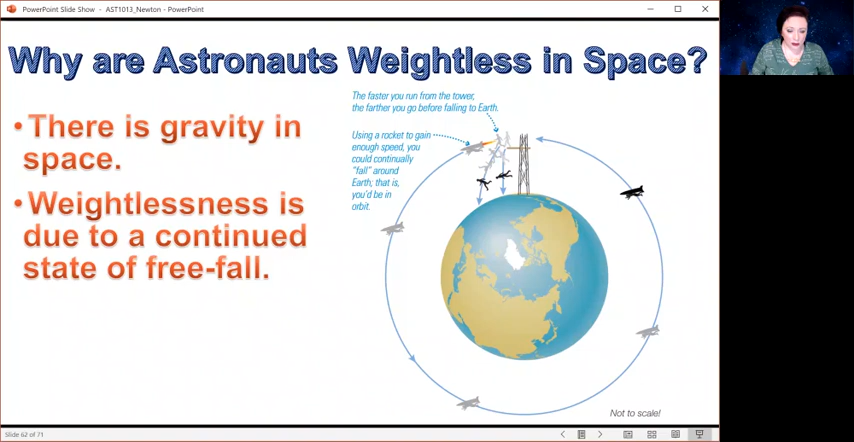 PowerPoint Slide Show - AST1013_Newton - PowerPoint
Why are Astronauts Weightless in Space?
• There is gravity in
space.
• Weightlessness is
due to a continued
state of free-fall.
The faster you run from the tower,
the farther you go before falling to Earth.
Using a rocket to gain
enough speed, you
could continually
"fall" around
Earth; that is,
you'd be in
orbit.
Not to scale!
Slide 62 of 71